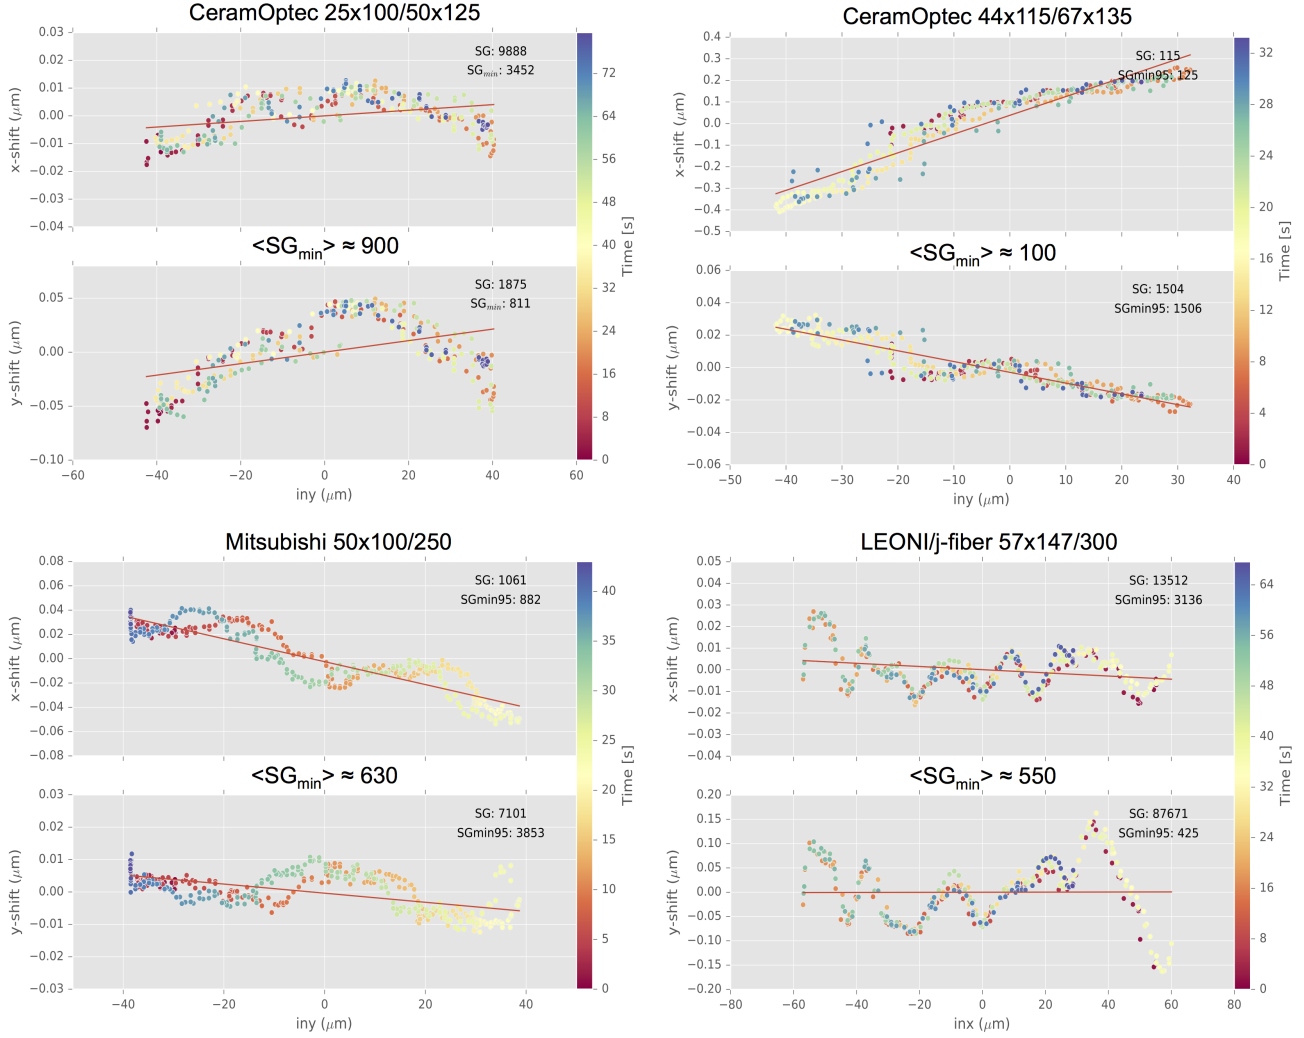 CeramOptec 25x100/50x125
0.03
0.02
0.01
0.00
−0.01
−0.02
−0.03
−0.04
x-shift (μm)
SG: 9888
SGmin: 3452
<SGmin> ≈ 900
0.05
0.00
−0.05
−0.10
y-shift (μm)
SG: 1875
SGmin: 811
−60 −40 −20 0 20 40 60
iny (μm)
72
64
56
48
40
32
24
16
8
0
Time [s]
CeramOptec 44x115/67x135
0.4
0.3
0.2
0.1
0.0
−0.1
−0.2
−0.3
−0.4
−0.5
x-shift (μm)
SG: 115
SGmin95: 125
<SGmin> ≈ 100
0.06
0.04
0.02
0.00
−0.02
−0.04
−0.06
y-shift (μm)
SG: 1504
SGmin95: 1506
−50 −40 −30 −20 −10 0 10 20 30 40
iny (μm)
32
28
24
20
16
12
8
4
0
Time [s]
Mitsubishi 50x100/250
0.08
0.06
0.04
0.02
0.00
−0.02
−0.04
−0.06
−0.08
x-shift (μm)
SG: 1061
SGmin95: 882
<SGmin> ≈ 630
0.03
0.02
0.01
0.00
−0.01
−0.02
−0.03
y-shift (μm)
SG: 7101
SGmin95: 3853
−40 −20 0 20 40
iny (μm)
40
35
30
25
20
15
10
5
0
Time [s]
LEONI/j-fiber 57x147/300
0.05
0.04
0.03
0.02
0.01
0.00
−0.01
−0.02
−0.03
−0.04
x-shift (μm)
SG: 13512
SGmin95: 3136
<SGmin> ≈ 550
0.20
0.15
0.10
0.05
0.00
−0.05
−0.10
−0.15
−0.20
y-shift (μm)
SG: 87671
SGmin95: 425
−80 −60 −40 −20 0 20 40 60 80
inx (μm)
64
56
48
40
32
24
16
8
0
Time [s]